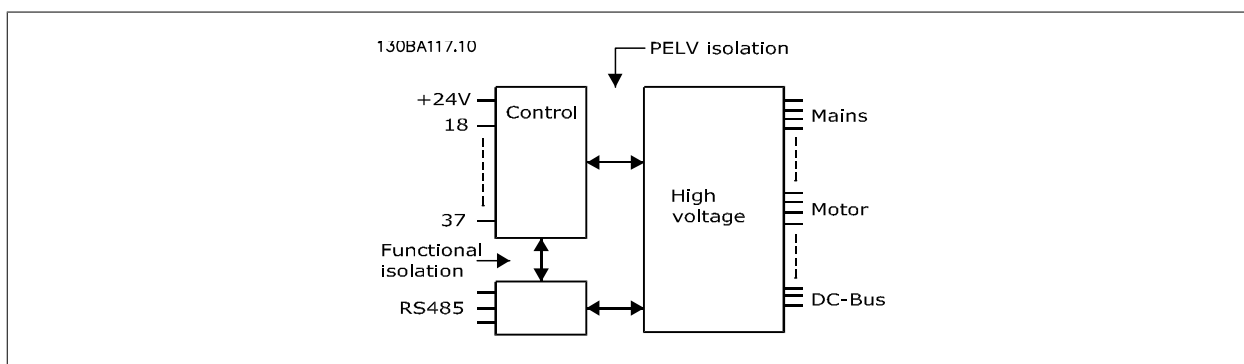 130BA117.10
PELV isolation
+24V
Control
18
Mains
High
voltage
Motor
37
Functional
isolation
RS485
DC-Bus